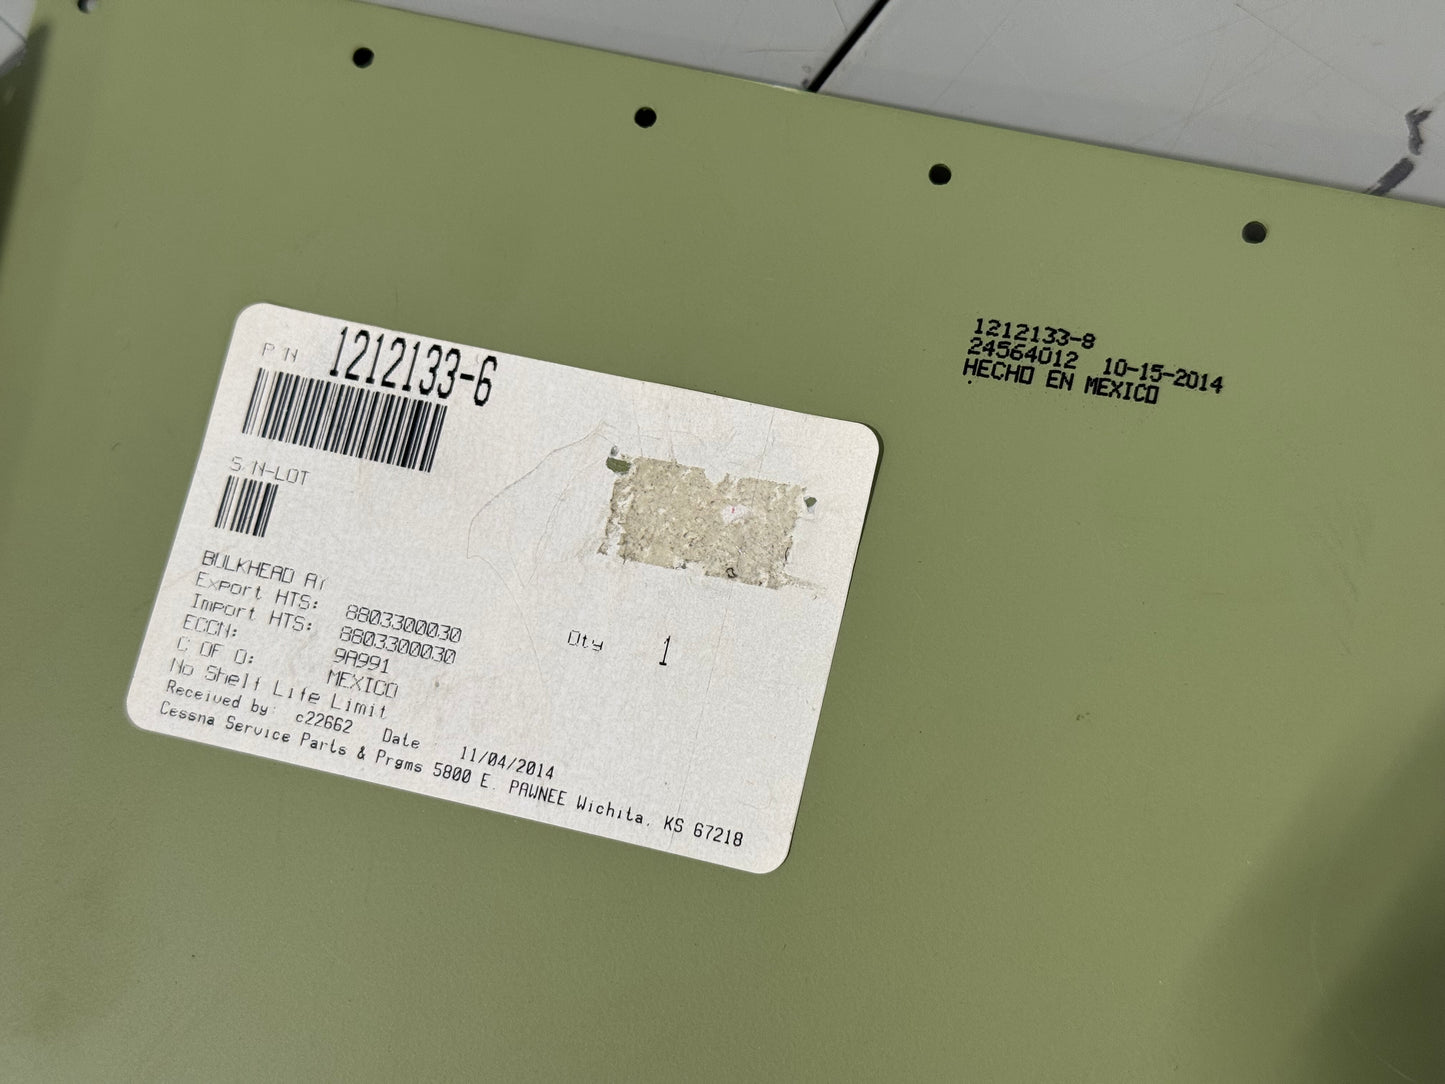 P/N 1212133-6
S/N-LOT
BULKHEAD AY
Export HTS: 8803300030
Import HTS: 8803300030
ECCN: 9A991
C OF O: MEXICO
Qty 1
No Shelf Life Limit
Received by: c22662 Date 11/04/2014
Cessna Service Parts & Prgms 5800 E. PAWNEE Wichita, KS 67218
1212133-8
24564012 10-15-2014
HECHO EN MEXICO